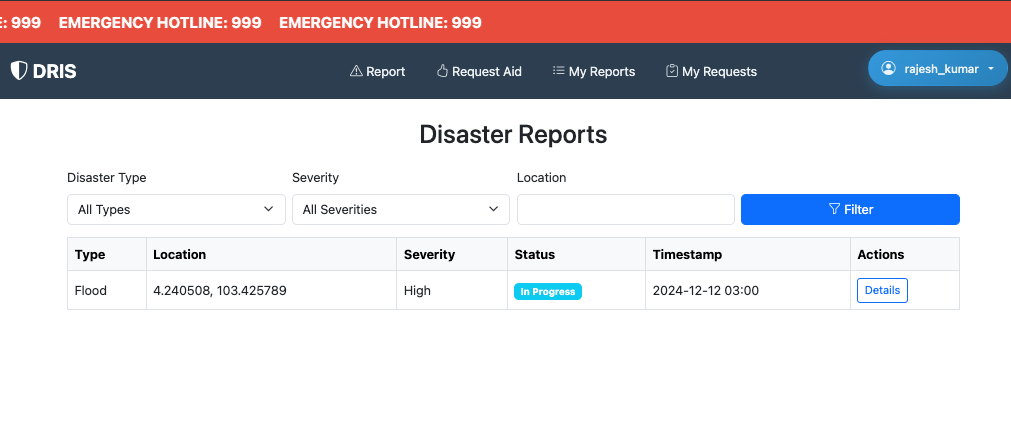 E: 999 EMERGENCY HOTLINE: 999 EMERGENCY HOTLINE: 999
DRIS Report Request Aid My Reports My Requests rajesh_kumar
Disaster Reports
Disaster Type Severity Location
All Types All Severities Filter
Type Location Severity Status Timestamp Actions
Flood 4.240508, 103.425789 High In Progress 2024-12-12 03:00 Details